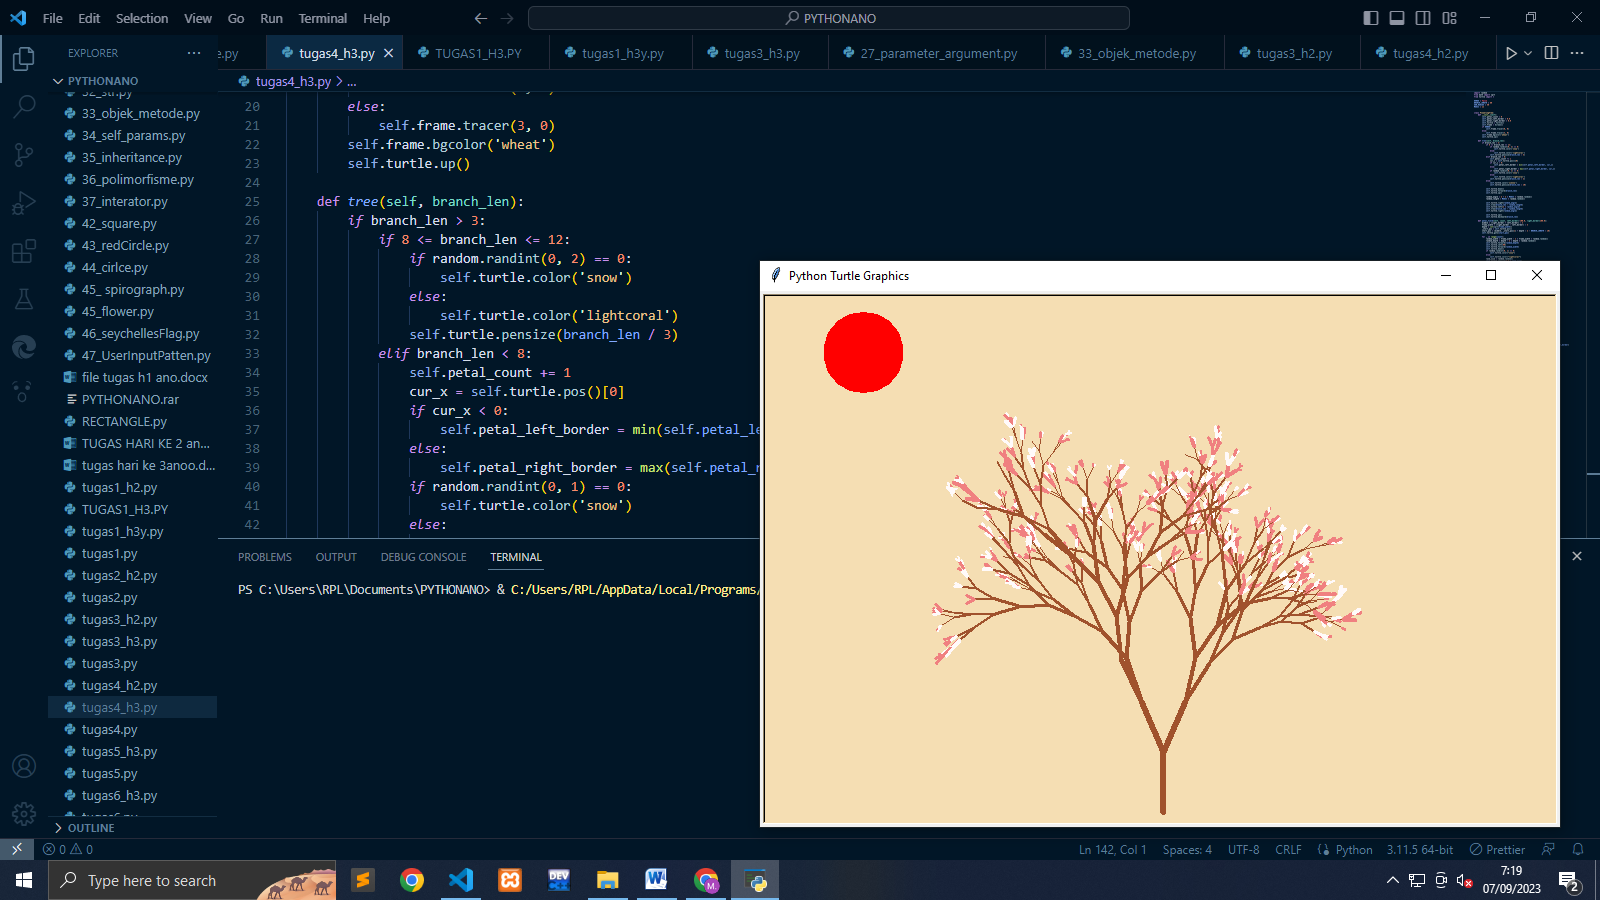 File Edit Selection View Go Run Terminal Help
PYTHONANO
EXPLORER
e.py
tugas4_h3.py
TUGAS1_H3.PY
tugas1_h3y.py
tugas3_h3.py
27_parameter_argument.py
33_objek_metode.py
tugas3_h2.py
tugas4_h2.py
PYTHONANO
tugas4_h3.py > ...
33_objek_metode.py
34_self_params.py
35_inheritance.py
36_polimorfisme.py
37_interator.py
42_square.py
43_redCircle.py
44_cirlce.py
45_ spirograph.py
45_flower.py
46_seychellesFlag.py
47_UserInputPatten.py
file tugas h1 ano.docx
PYTHONANO.rar
RECTANGLE.py
TUGAS HARI KE 2 an...
tugas hari ke 3anoo.d...
tugas1_h2.py
TUGAS1_H3.PY
tugas1_h3y.py
tugas1.py
tugas2_h2.py
tugas2.py
tugas3_h2.py
tugas3_h3.py
tugas3.py
tugas4_h2.py
tugas4_h3.py
tugas4.py
tugas5_h3.py
tugas5.py
tugas6_h3.py
OUTLINE
20 else:
21 self.frame.tracer(3, 0)
22 self.frame.bgcolor('wheat')
23 self.turtle.up()
24
25 def tree(self, branch_len):
26 if branch_len > 3:
27 if 8 <= branch_len <= 12:
28 if random.randint(0, 2) == 0:
29 self.turtle.color('snow')
30 else:
31 self.turtle.color('lightcoral')
32 self.turtle.pensize(branch_len / 3)
33 elif branch_len < 8:
34 self.petal_count += 1
35 cur_x = self.turtle.pos()[0]
36 if cur_x < 0:
37 self.petal_left_border = min(self.petal_le
38 else:
39 self.petal_right_border = max(self.petal_r
40 if random.randint(0, 1) == 0:
41 self.turtle.color('snow')
42 else:
PROBLEMS OUTPUT DEBUG CONSOLE TERMINAL
PS C:\Users\RPL\Documents\PYTHONANO> & C:/Users/RPL/AppData/Local/Programs/
Python Turtle Graphics
0 0
Ln 142, Col 1 Spaces: 4 UTF-8 CRLF Python 3.11.5 64-bit Prettier
Type here to search
DEV
M.
7:19
07/09/2023
2